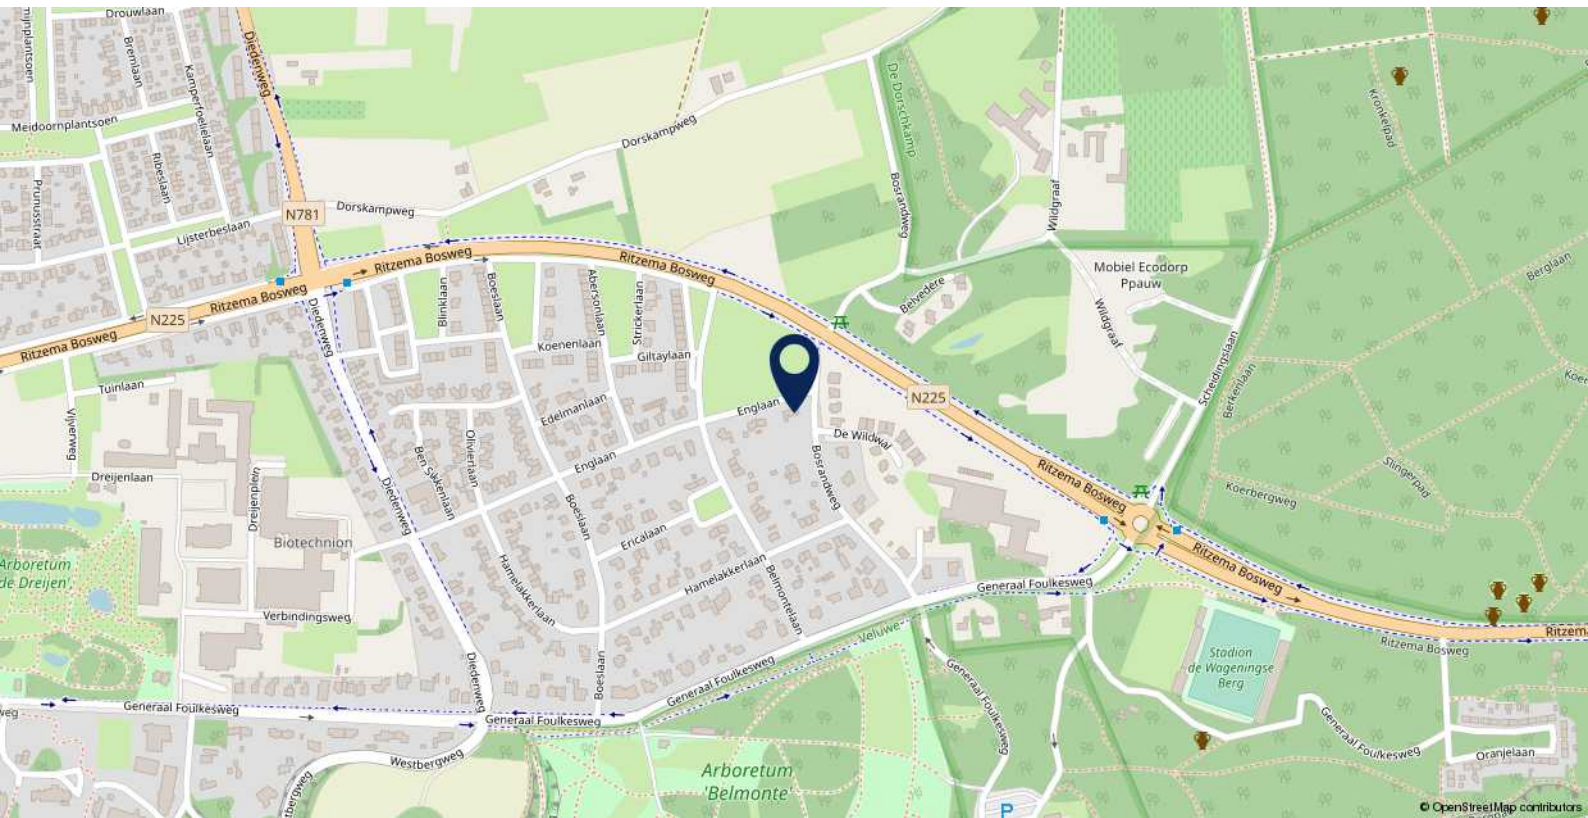 Drouwlaan
Bremlaan
Kamperfoelielaan
Diedenweg
Meidoornplantsoen
Ribeslaan
Prunusstraat
Lijsterbeslaan
N781
Dorskampweg
Dorskampweg
De Dorschkamp
Bosrandweg
Wildgraaf
Kronkelpad
Mobiel Ecodorp
Ppauw
Berglaan
Ritzema Bosweg
Ritzema Bosweg
Ritzema Bosweg
N225
Ritzema Bosweg
Diedenweg
Blinklaan
Boeslaan
Abersonlaan
Strickerlaan
Koenenlaan
Giltaylaan
Belvedere
Wildgraaf
Scheidingslaan
Berkenlaan
Tuinlaan
Vijverweg
Edelmanlaan
Englaan
N225
De Wildwal
Olivierlaan
Ben Sikkenlaan
Englaan
Bosrandweg
Ritzema Bosweg
Slingerpad
Koerbergweg
Dreijenlaan
Dreijenplein
Diedenweg
Boeslaan
Ericalaan
Biotechnion
Arboretum
'de Dreijen'
Hamelakkerlaan
Hamelakkerlaan
Belmontelaan
Generaal Foulkesweg
Ritzema Bosweg
Verbindingsweg
Veluwe
Ritzema Bosweg
Stadion
de Wageningse
Berg
Diedenweg
Boeslaan
Generaal Foulkesweg
Generaal Foulkesweg
Generaal Foulkesweg
Generaal Foulkesweg
Generaal Foulkesweg
Oranjelaan
Westbergweg
Arboretum
'Belmonte'
P
© OpenStreetMap contributors